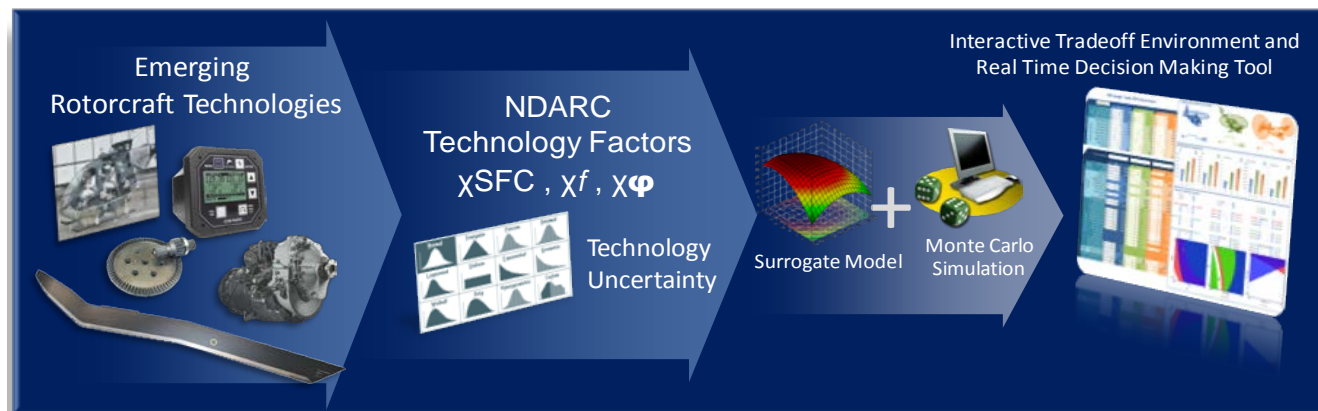 Emerging
Rotorcraft Technologies
NDARC
Technology Factors
χSFC , χf , χφ
Technology
Uncertainty
Surrogate Model
Monte Carlo
Simulation
Interactive Tradeoff Environment and
Real Time Decision Making Tool